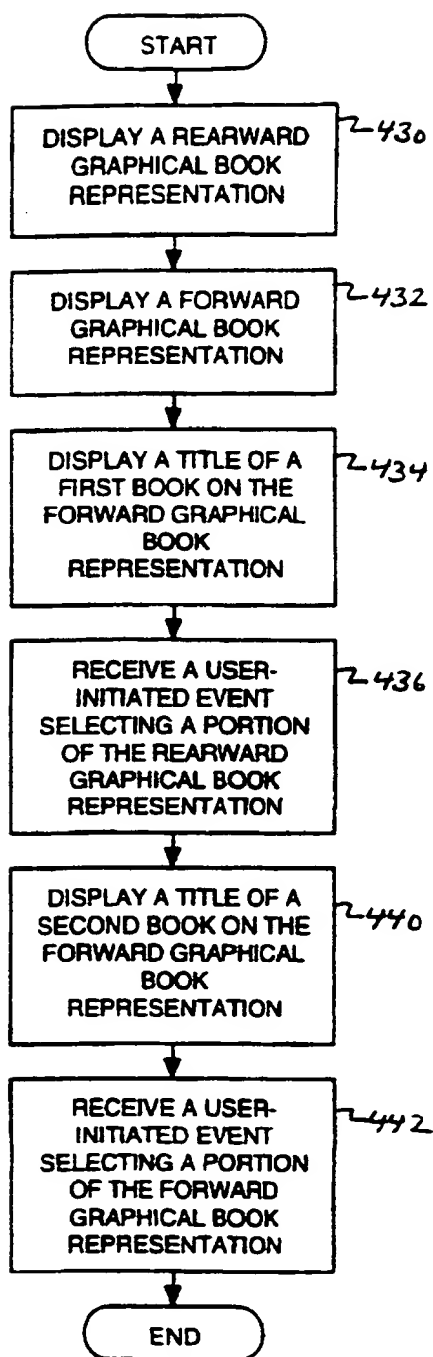 START
DISPLAY A REARWARD
GRAPHICAL BOOK
REPRESENTATION
430
DISPLAY A FORWARD
GRAPHICAL BOOK
REPRESENTATION
432
DISPLAY A TITLE OF A
FIRST BOOK ON THE
FORWARD GRAPHICAL
BOOK
REPRESENTATION
434
RECEIVE A USER-
INITIATED EVENT
SELECTING A PORTION
OF THE REARWARD
GRAPHICAL BOOK
REPRESENTATION
436
DISPLAY A TITLE OF A
SECOND BOOK ON THE
FORWARD GRAPHICAL
BOOK
REPRESENTATION
440
RECEIVE A USER-
INITIATED EVENT
SELECTING A PORTION
OF THE FORWARD
GRAPHICAL BOOK
REPRESENTATION
442
END